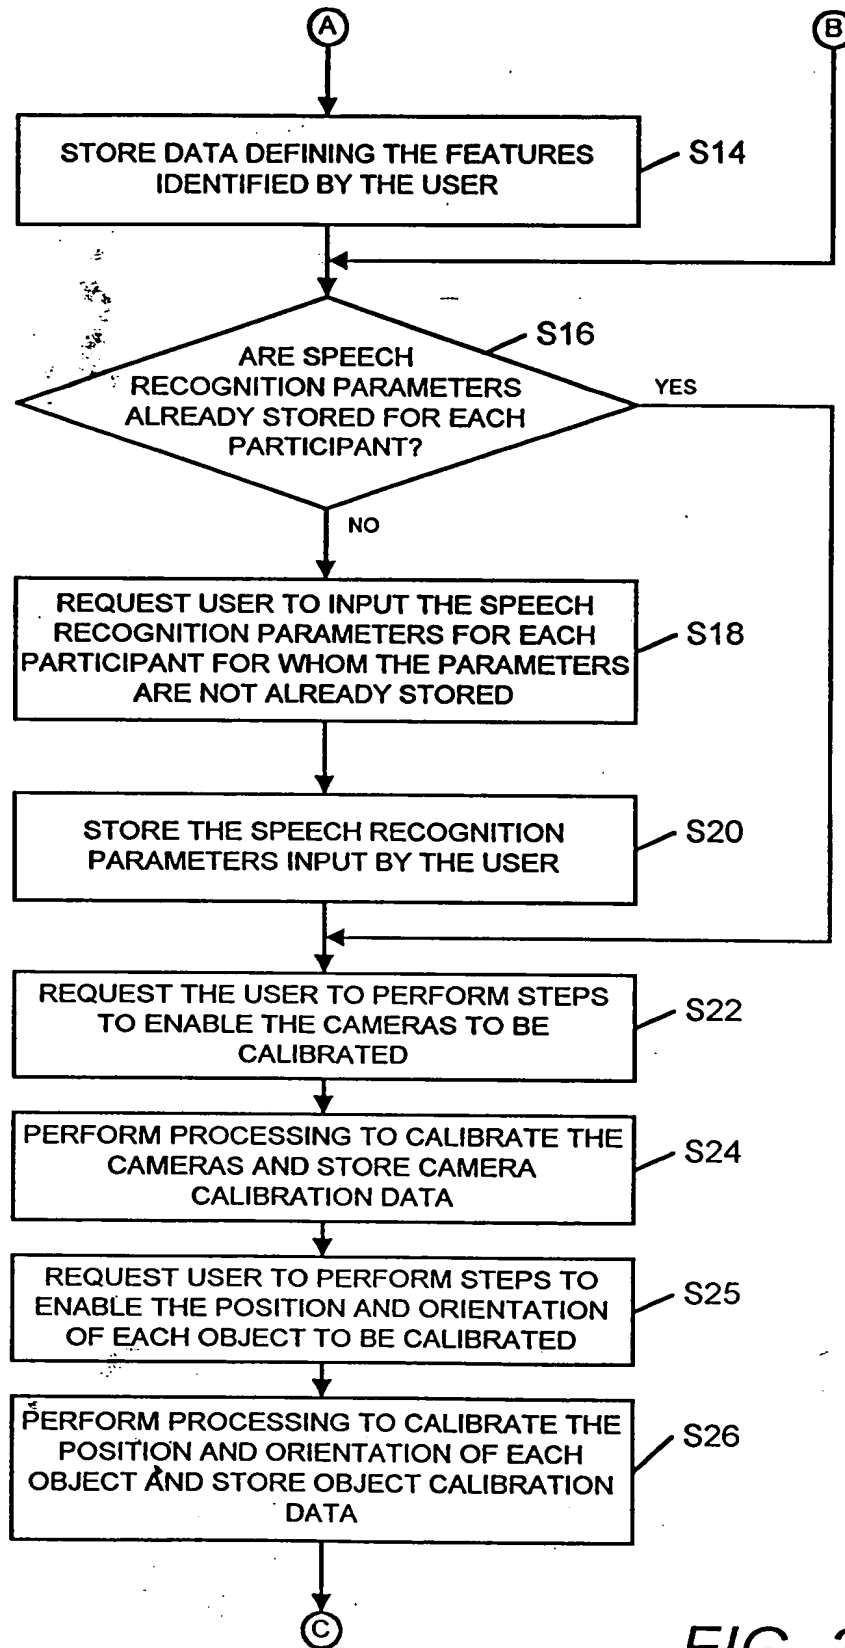 A
B
STORE DATA DEFINING THE FEATURES
IDENTIFIED BY THE USER
S14
S16
ARE SPEECH
RECOGNITION PARAMETERS
ALREADY STORED FOR EACH
PARTICIPANT?
YES
NO
REQUEST USER TO INPUT THE SPEECH
RECOGNITION PARAMETERS FOR EACH
PARTICIPANT FOR WHOM THE PARAMETERS
ARE NOT ALREADY STORED
S18
STORE THE SPEECH RECOGNITION
PARAMETERS INPUT BY THE USER
S20
REQUEST THE USER TO PERFORM STEPS
TO ENABLE THE CAMERAS TO BE
CALIBRATED
S22
PERFORM PROCESSING TO CALIBRATE THE
CAMERAS AND STORE CAMERA
CALIBRATION DATA
S24
REQUEST USER TO PERFORM STEPS TO
ENABLE THE POSITION AND ORIENTATION
OF EACH OBJECT TO BE CALIBRATED
S25
PERFORM PROCESSING TO CALIBRATE THE
POSITION AND ORIENTATION OF EACH
OBJECT AND STORE OBJECT CALIBRATION
DATA
S26
C
FIG.